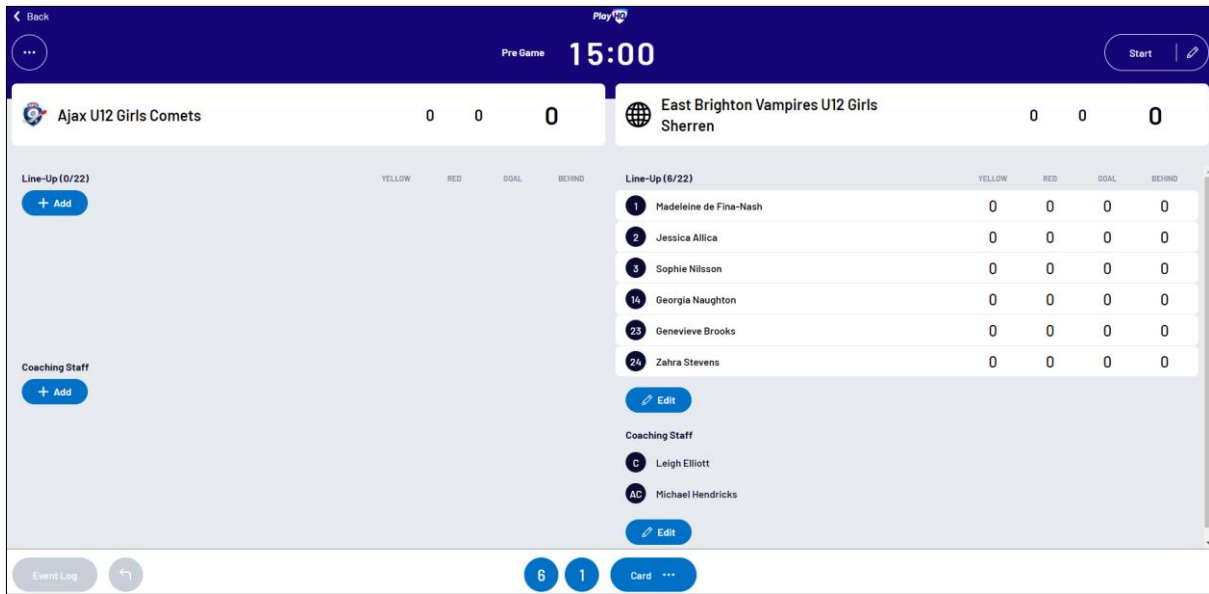 Back
PlayHQ
Pre Game 15:00
Start
Ajax U12 Girls Comets 0 0 0
East Brighton Vampires U12 Girls Sherren 0 0 0
Line-Up (0/22) YELLOW RED GOAL BEHIND
+ Add
Coaching Staff
+ Add
Line-Up (6/22) YELLOW RED GOAL BEHIND
1 Madeleine de Fina-Nash 0 0 0 0
2 Jessica Allica 0 0 0 0
3 Sophie Nilsson 0 0 0 0
14 Georgia Naughton 0 0 0 0
23 Genevieve Brooks 0 0 0 0
24 Zahra Stevens 0 0 0 0
Edit
Coaching Staff
C Leigh Elliott
AC Michael Hendricks
Edit
Event Log
6 1 Card ...